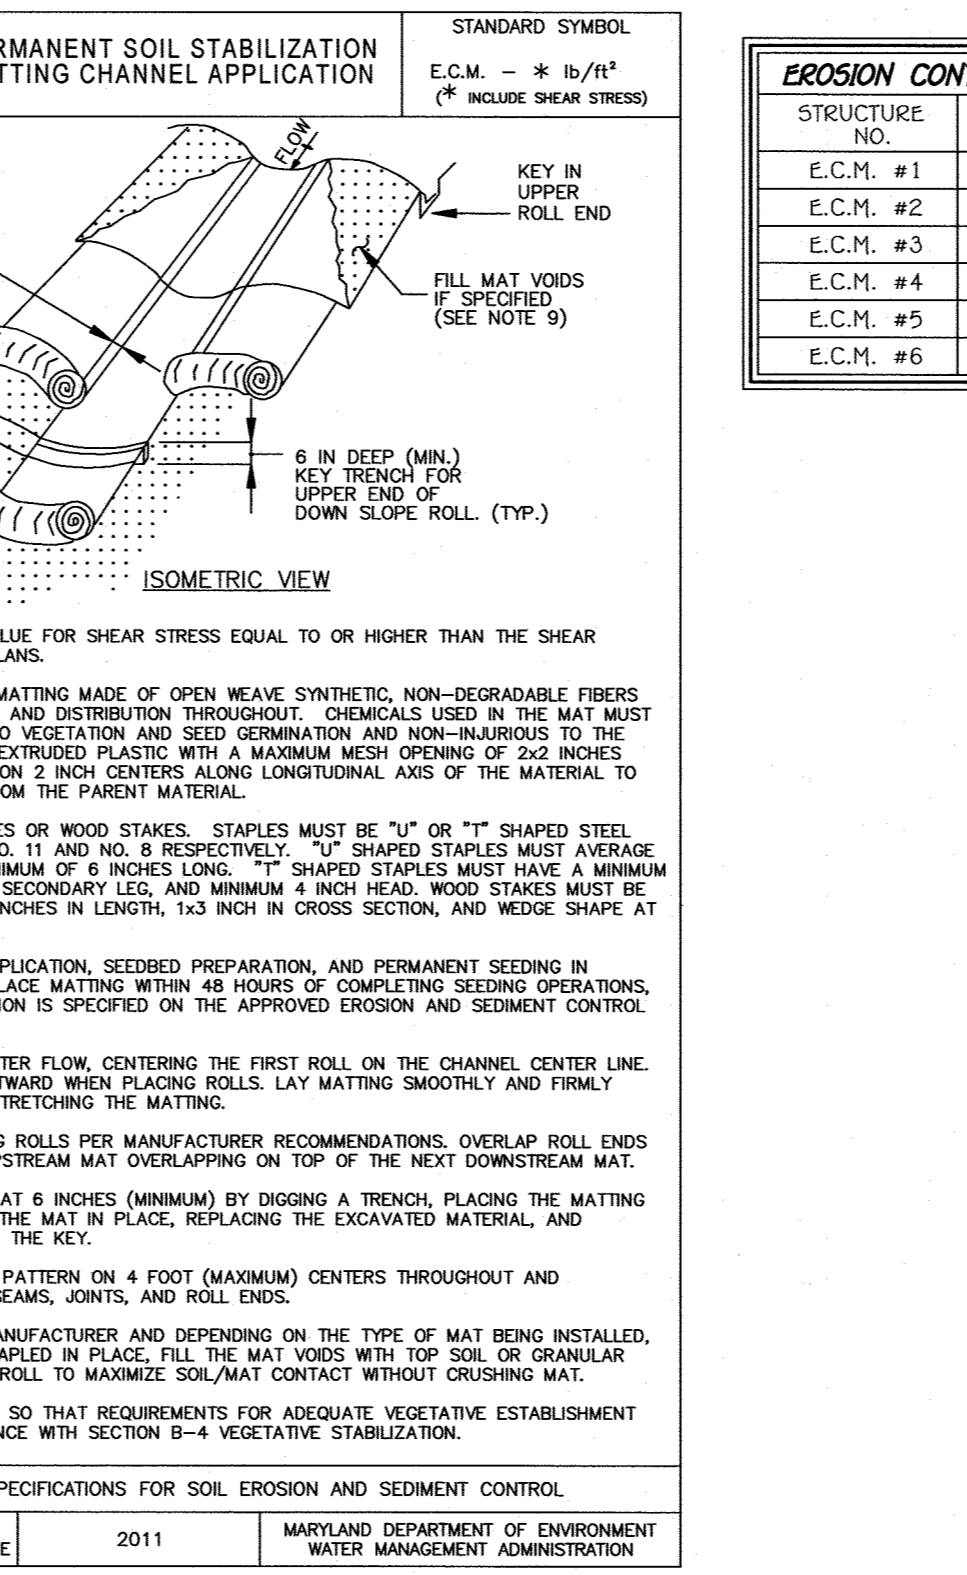 RMANENT SOIL STABILIZATION
TTING CHANNEL APPLICATION
STANDARD SYMBOL
E.C.M. - * lb/ft²
(* INCLUDE SHEAR STRESS)
FLOW
KEY IN
UPPER
ROLL END
FILL MAT VOIDS
IF SPECIFIED
(SEE NOTE 9)
6 IN DEEP (MIN.)
KEY TRENCH FOR
UPPER END OF
DOWN SLOPE ROLL. (TYP.)
ISOMETRIC VIEW
LUE FOR SHEAR STRESS EQUAL TO OR HIGHER THAN THE SHEAR
LANS.
MATTING MADE OF OPEN WEAVE SYNTHETIC, NON-DEGRADABLE FIBERS
AND DISTRIBUTION THROUGHOUT. CHEMICALS USED IN THE MAT MUST
O VEGETATION AND SEED GERMINATION AND NON-INJURIOUS TO THE
EXTRUDED PLASTIC WITH A MAXIMUM MESH OPENING OF 2x2 INCHES
ON 2 INCH CENTERS ALONG LONGITUDINAL AXIS OF THE MATERIAL TO
OM THE PARENT MATERIAL.
ES OR WOOD STAKES. STAPLES MUST BE "U" OR "T" SHAPED STEEL
O. 11 AND NO. 8 RESPECTIVELY. "U" SHAPED STAPLES MUST AVERAGE
NIMUM OF 6 INCHES LONG. "T" SHAPED STAPLES MUST HAVE A MINIMUM
SECONDARY LEG, AND MINIMUM 4 INCH HEAD. WOOD STAKES MUST BE
NCHES IN LENGTH, 1x3 INCH IN CROSS SECTION, AND WEDGE SHAPE AT
PLICATION, SEEDBED PREPARATION, AND PERMANENT SEEDING IN
LACE MATTING WITHIN 48 HOURS OF COMPLETING SEEDING OPERATIONS,
ION IS SPECIFIED ON THE APPROVED EROSION AND SEDIMENT CONTROL
TER FLOW, CENTERING THE FIRST ROLL ON THE CHANNEL CENTER LINE.
TWARD WHEN PLACING ROLLS. LAY MATTING SMOOTHLY AND FIRMLY
TRETCHING THE MATTING.
G ROLLS PER MANUFACTURER RECOMMENDATIONS. OVERLAP ROLL ENDS
PSTREAM MAT OVERLAPPING ON TOP OF THE NEXT DOWNSTREAM MAT.
AT 6 INCHES (MINIMUM) BY DIGGING A TRENCH, PLACING THE MATTING
THE MAT IN PLACE, REPLACING THE EXCAVATED MATERIAL, AND
THE KEY.
PATTERN ON 4 FOOT (MAXIMUM) CENTERS THROUGHOUT AND
SEAMS, JOINTS, AND ROLL ENDS.
ANUFACTURER AND DEPENDING ON THE TYPE OF MAT BEING INSTALLED,
APLED IN PLACE, FILL THE MAT VOIDS WITH TOP SOIL OR GRANULAR
ROLL TO MAXIMIZE SOIL/MAT CONTACT WITHOUT CRUSHING MAT.
SO THAT REQUIREMENTS FOR ADEQUATE VEGETATIVE ESTABLISHMENT
NCE WITH SECTION B-4 VEGETATIVE STABILIZATION.
PECIFICATIONS FOR SOIL EROSION AND SEDIMENT CONTROL
E
2011
MARYLAND DEPARTMENT OF ENVIRONMENT
WATER MANAGEMENT ADMINISTRATION
EROSION CONT
STRUCTURE
NO.
E.C.M. #1
E.C.M. #2
E.C.M. #3
E.C.M. #4
E.C.M. #5
E.C.M. #6